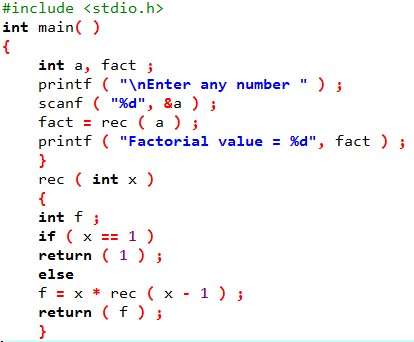 #include <stdio.h>
int main( )
{
int a, fact ;
printf ( "\nEnter any number " ) ;
scanf ( "%d", &a ) ;
fact = rec ( a ) ;
printf ( "Factorial value = %d", fact ) ;
}
rec ( int x )
{
int f ;
if ( x == 1 )
return ( 1 ) ;
else
f = x * rec ( x - 1 ) ;
return ( f ) ;
}